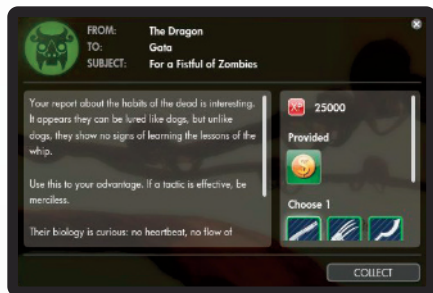 FROM: The Dragon
TO: Gata
SUBJECT: For a Fistful of Zombies
Your report about the habits of the dead is interesting.
It appears they can be lured like dogs, but unlike
dogs, they show no signs of learning the lessons of the
whip.
Use this to your advantage. If a tactic is effective, be
merciless.
Their biology is curious: no heartbeat, no flow of
XP 25000
Provided
Choose 1
COLLECT